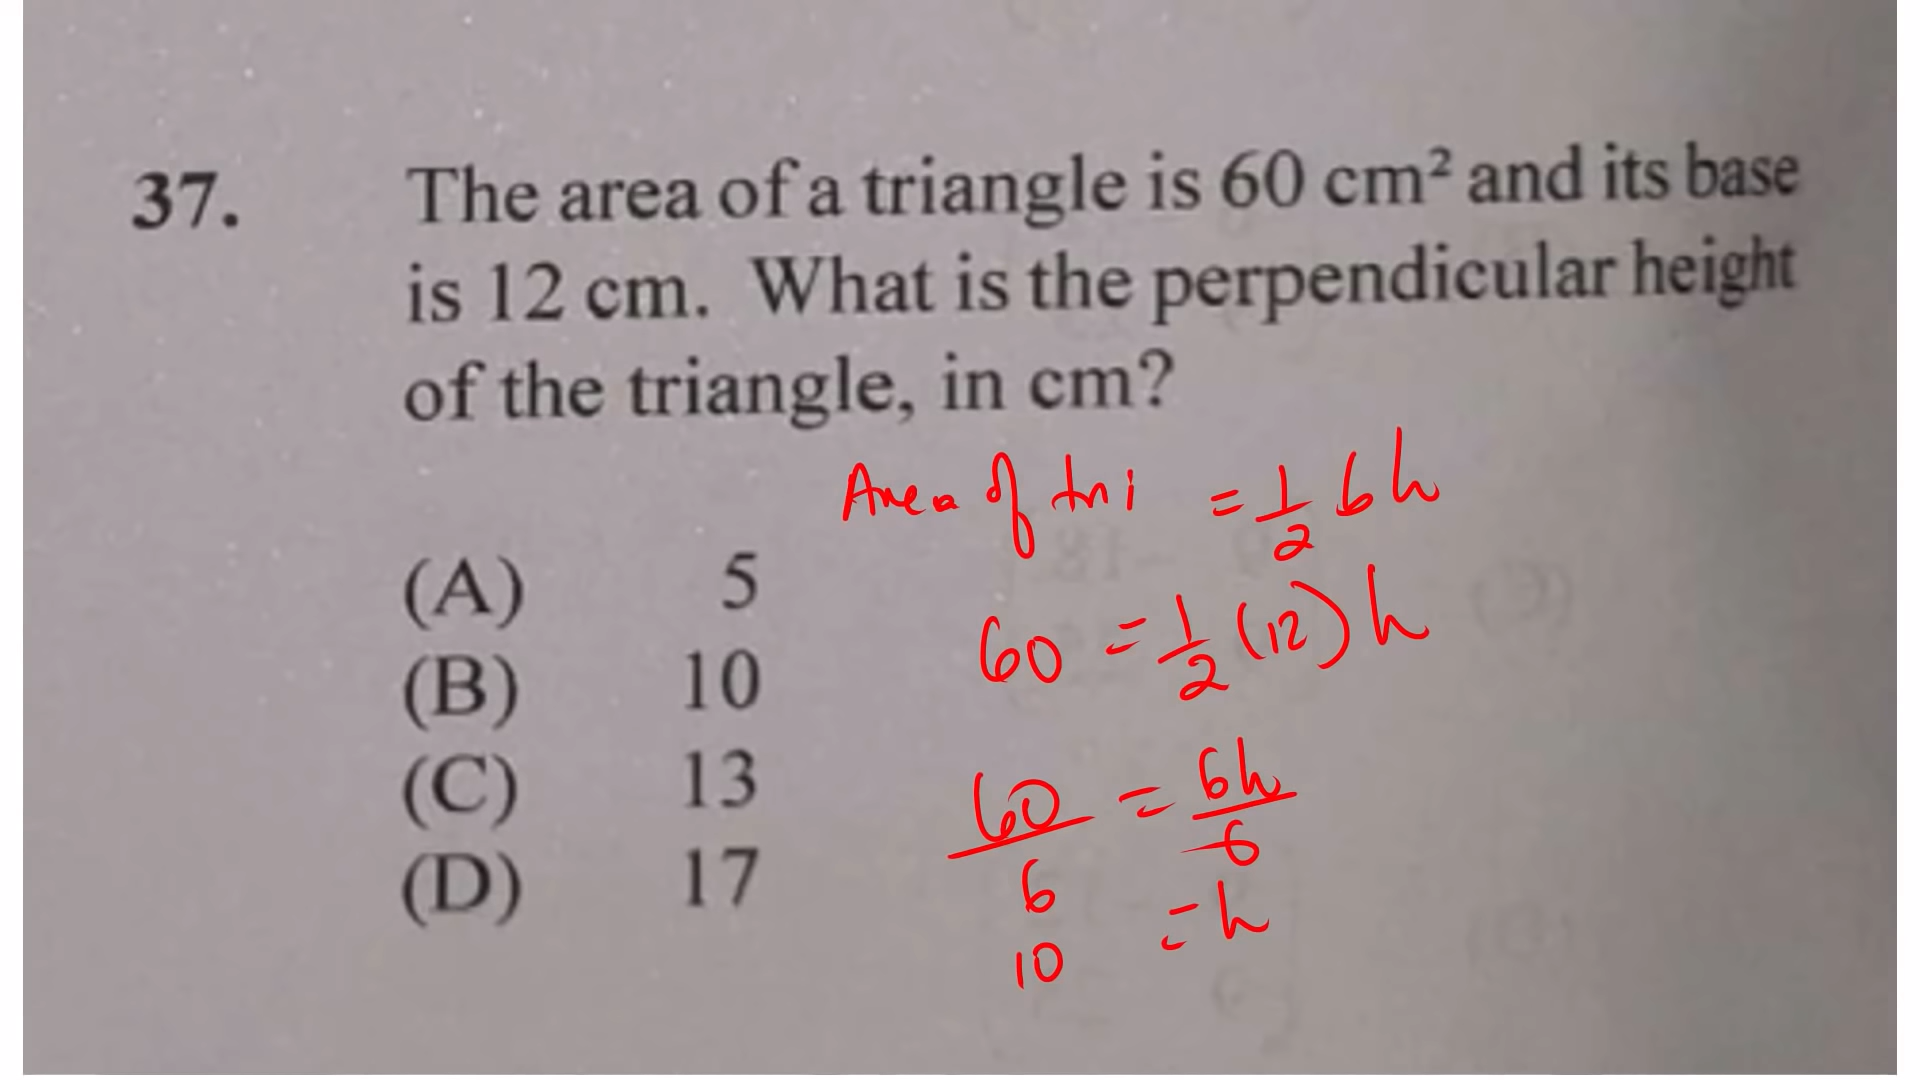 37. The area of a triangle is 60 cm² and its base
is 12 cm. What is the perpendicular height
of the triangle, in cm?
Area of tri = 1/2 bh
(A) 5
60 = 1/2 (12) h
(B) 10
(C) 13
60/6 = 6h/6
(D) 17
10 = h